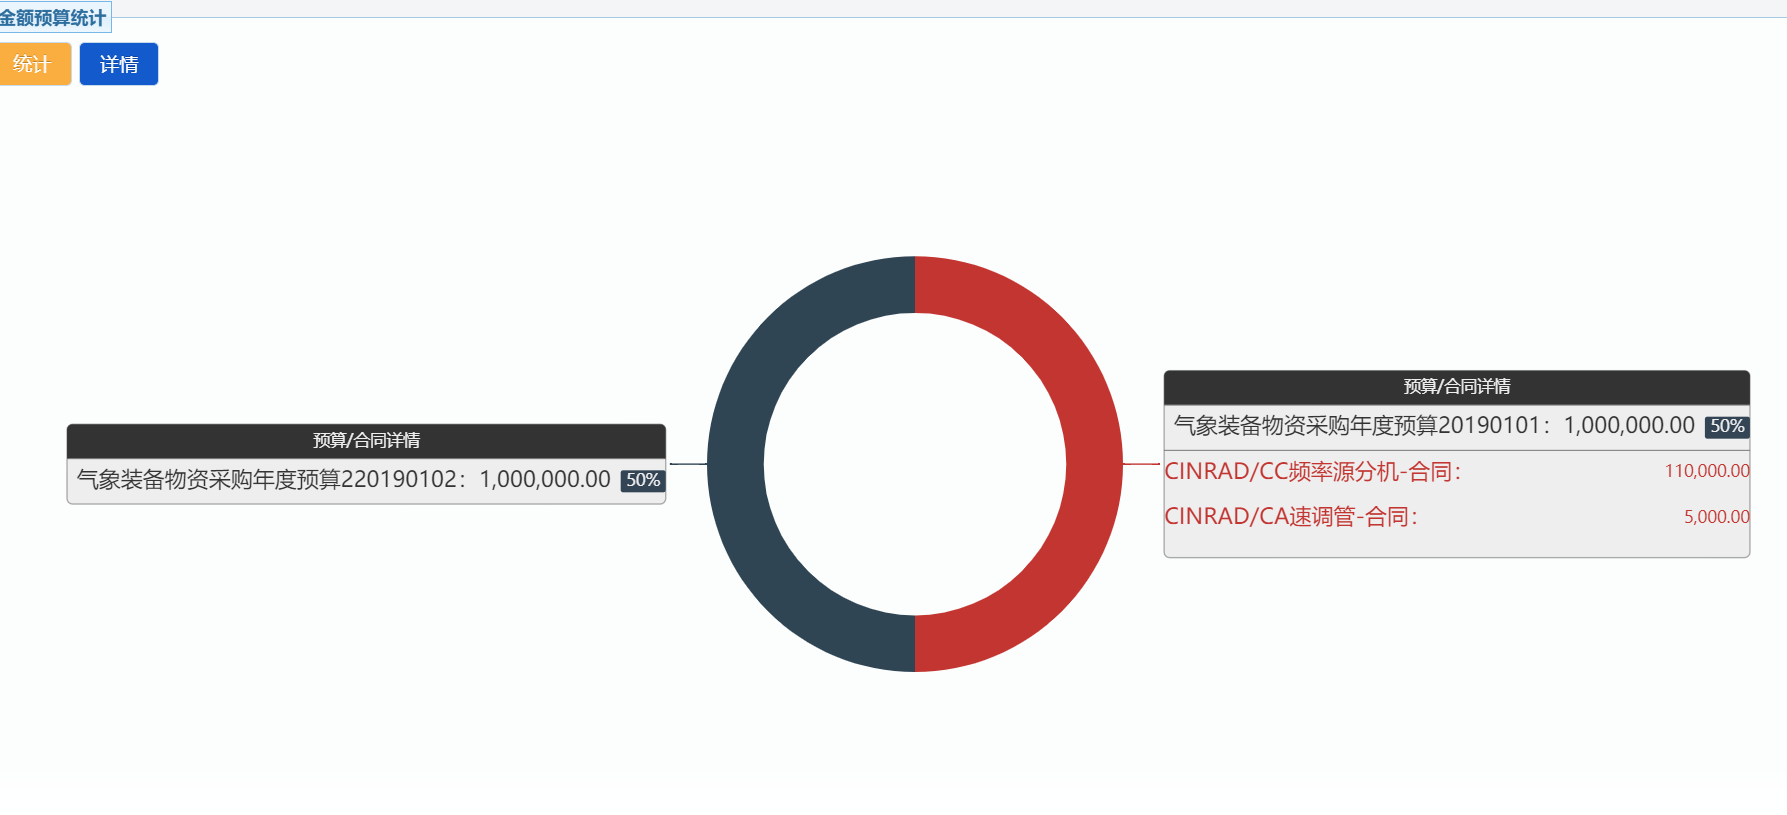 金额预算统计
统计 详情
预算/合同详情
气象装备物资采购年度预算220190102：1,000,000.00 50%
预算/合同详情
气象装备物资采购年度预算20190101：1,000,000.00 50%
CINRAD/CC频率源分机-合同： 110,000.00
CINRAD/CA速调管-合同： 5,000.00